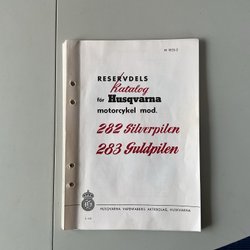 RESERVDELS
Katalog
för Husqvarna
motorcykel mod.
282 Silverpilen
283 Guldpilen
HUSQVARNA VAPENFABRIKS AKTIEBOLAG, HUSKVARNA